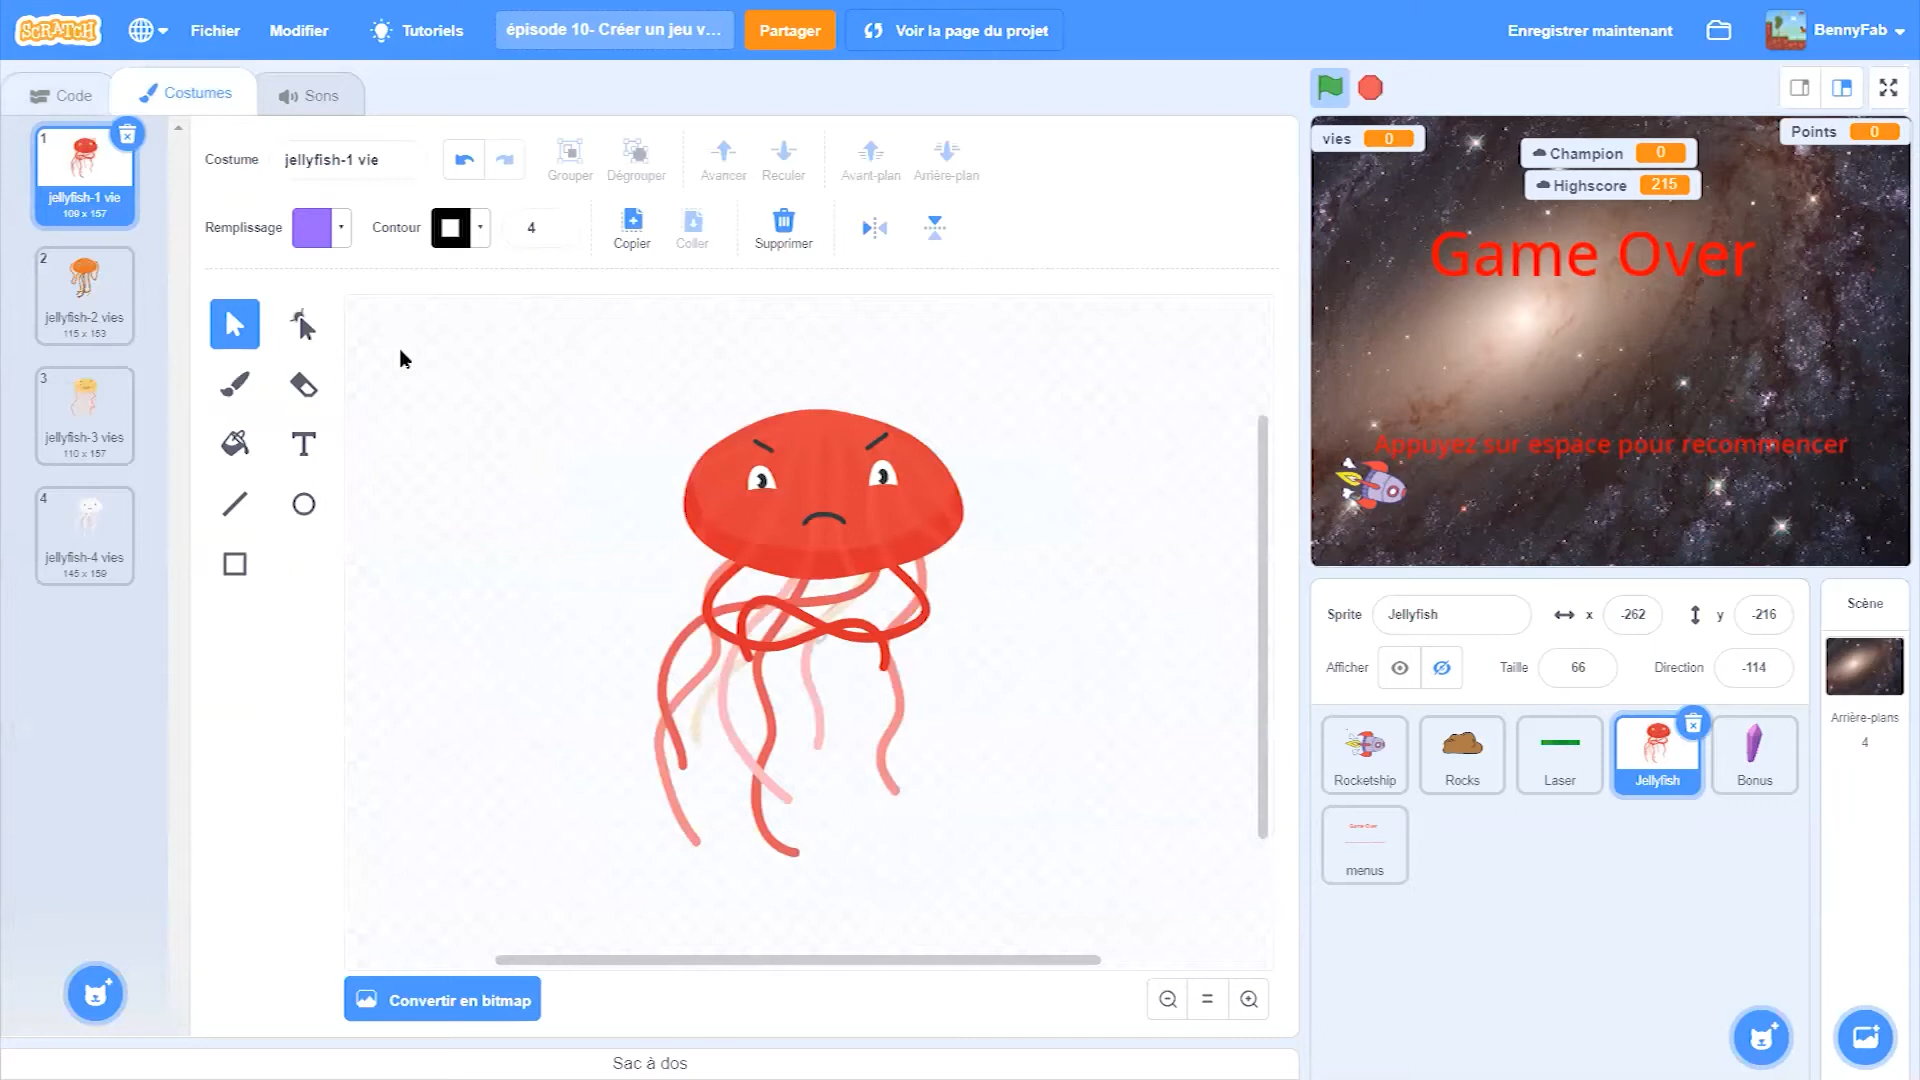 SCRATCH
Fichier
Modifier
Tutoriels
épisode 10- Créer un jeu v...
Partager
Voir la page du projet
Enregistrer maintenant
BennyFab
Code
Costumes
Sons
1
jellyfish-1 vie
109 x 157
2
jellyfish-2 vies
115 x 153
3
jellyfish-3 vies
110 x 157
4
jellyfish-4 vies
145 x 159
Costume
jellyfish-1 vie
Grouper
Dégrouper
Avancer
Reculer
Avant-plan
Arrière-plan
Remplissage
Contour
4
Copier
Coller
Supprimer
T
Convertir en bitmap
Sac à dos
vies 0
Points 0
Champion 0
Highscore 215
Game Over
Appuyez sur espace pour recommencer
Sprite
Jellyfish
x
-262
y
-216
Afficher
Taille
66
Direction
-114
Rocketship
Rocks
Laser
Jellyfish
Bonus
Game Over
menus
Scène
Arrière-plans
4